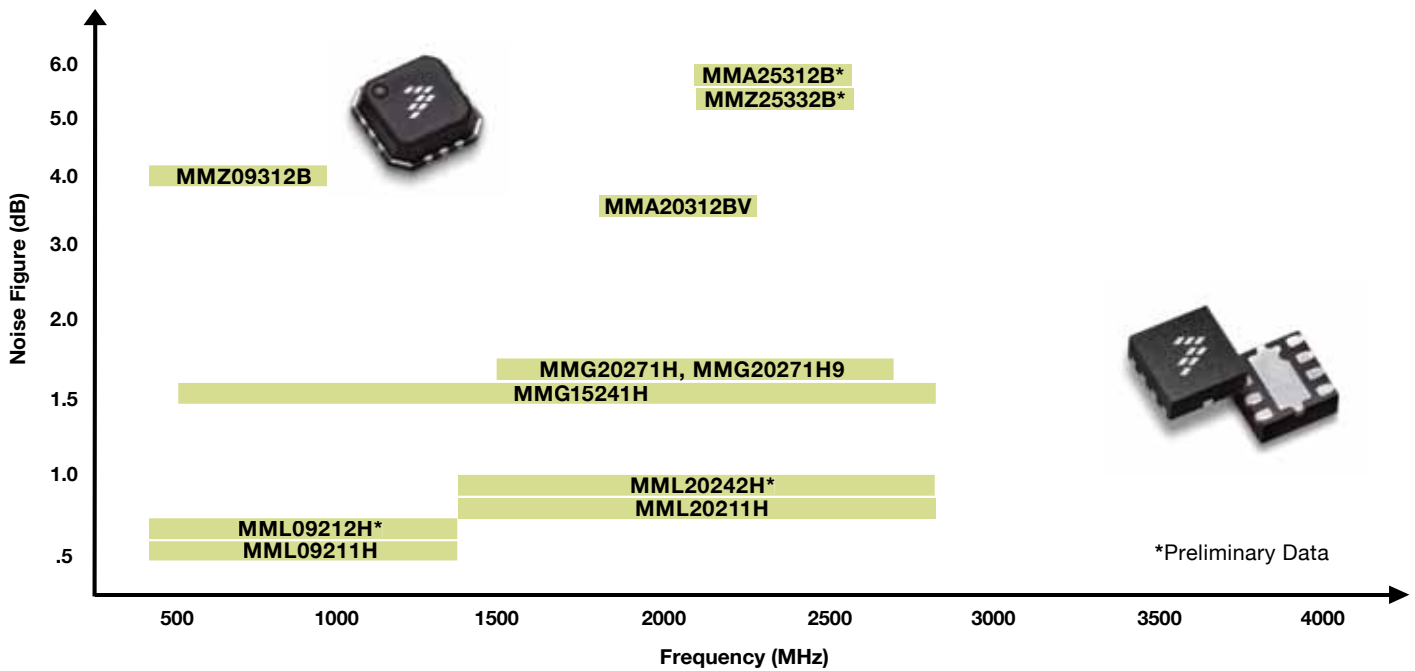 Noise Figure (dB)
6.0
5.0
4.0
3.0
2.0
1.5
1.0
.5
MMA25312B*
MMZ25332B*
MMZ09312B
MMA20312BV
MMG20271H, MMG20271H9
MMG15241H
MML20242H*
MML20211H
MML09212H*
MML09211H
*Preliminary Data
500 1000 1500 2000 2500 3000 3500 4000
Frequency (MHz)